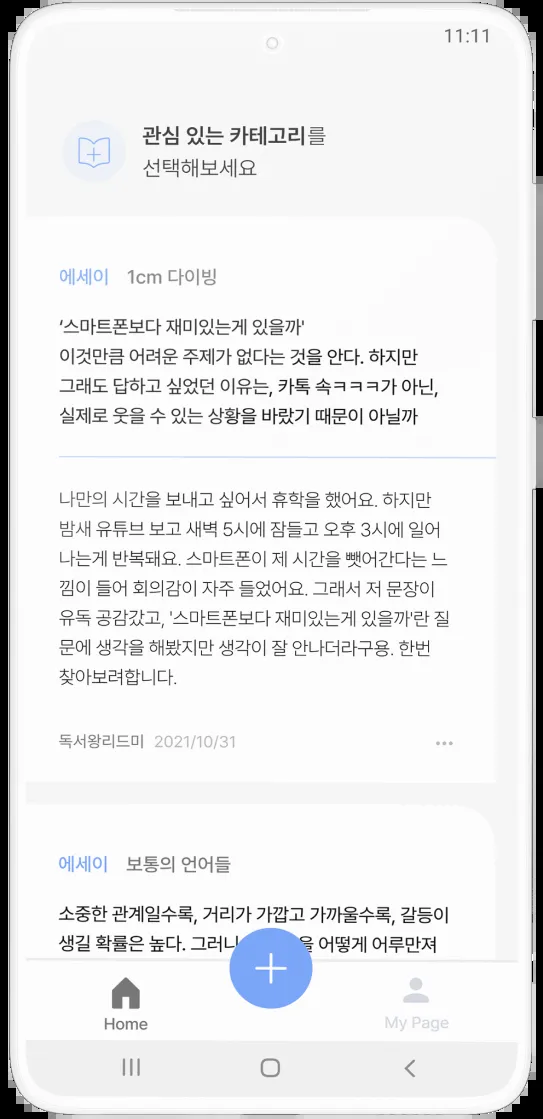 11:11
관심 있는 카테고리를
선택해보세요
에세이 1cm 다이빙
‘스마트폰보다 재미있는게 있을까'
이것만큼 어려운 주제가 없다는 것을 안다. 하지만
그래도 답하고 싶었던 이유는, 카톡 속ㅋㅋㅋ가 아닌,
실제로 웃을 수 있는 상황을 바랐기 때문이 아닐까
나만의 시간을 보내고 싶어서 휴학을 했어요. 하지만
밤새 유튜브 보고 새벽 5시에 잠들고 오후 3시에 일어
나는게 반복돼요. 스마트폰이 제 시간을 뺏어간다는 느
낌이 들어 회의감이 자주 들었어요. 그래서 저 문장이
유독 공감갔고, '스마트폰보다 재미있는게 있을까'란 질
문에 생각을 해봤지만 생각이 잘 안나더라구용. 한번
찾아보려합니다.
독서왕리드미 2021/10/31
에세이 보통의 언어들
소중한 관계일수록, 거리가 가깝고 가까울수록, 갈등이
생길 확률은 높다. 그러니 을 어떻게 어루만져
Home
My Page